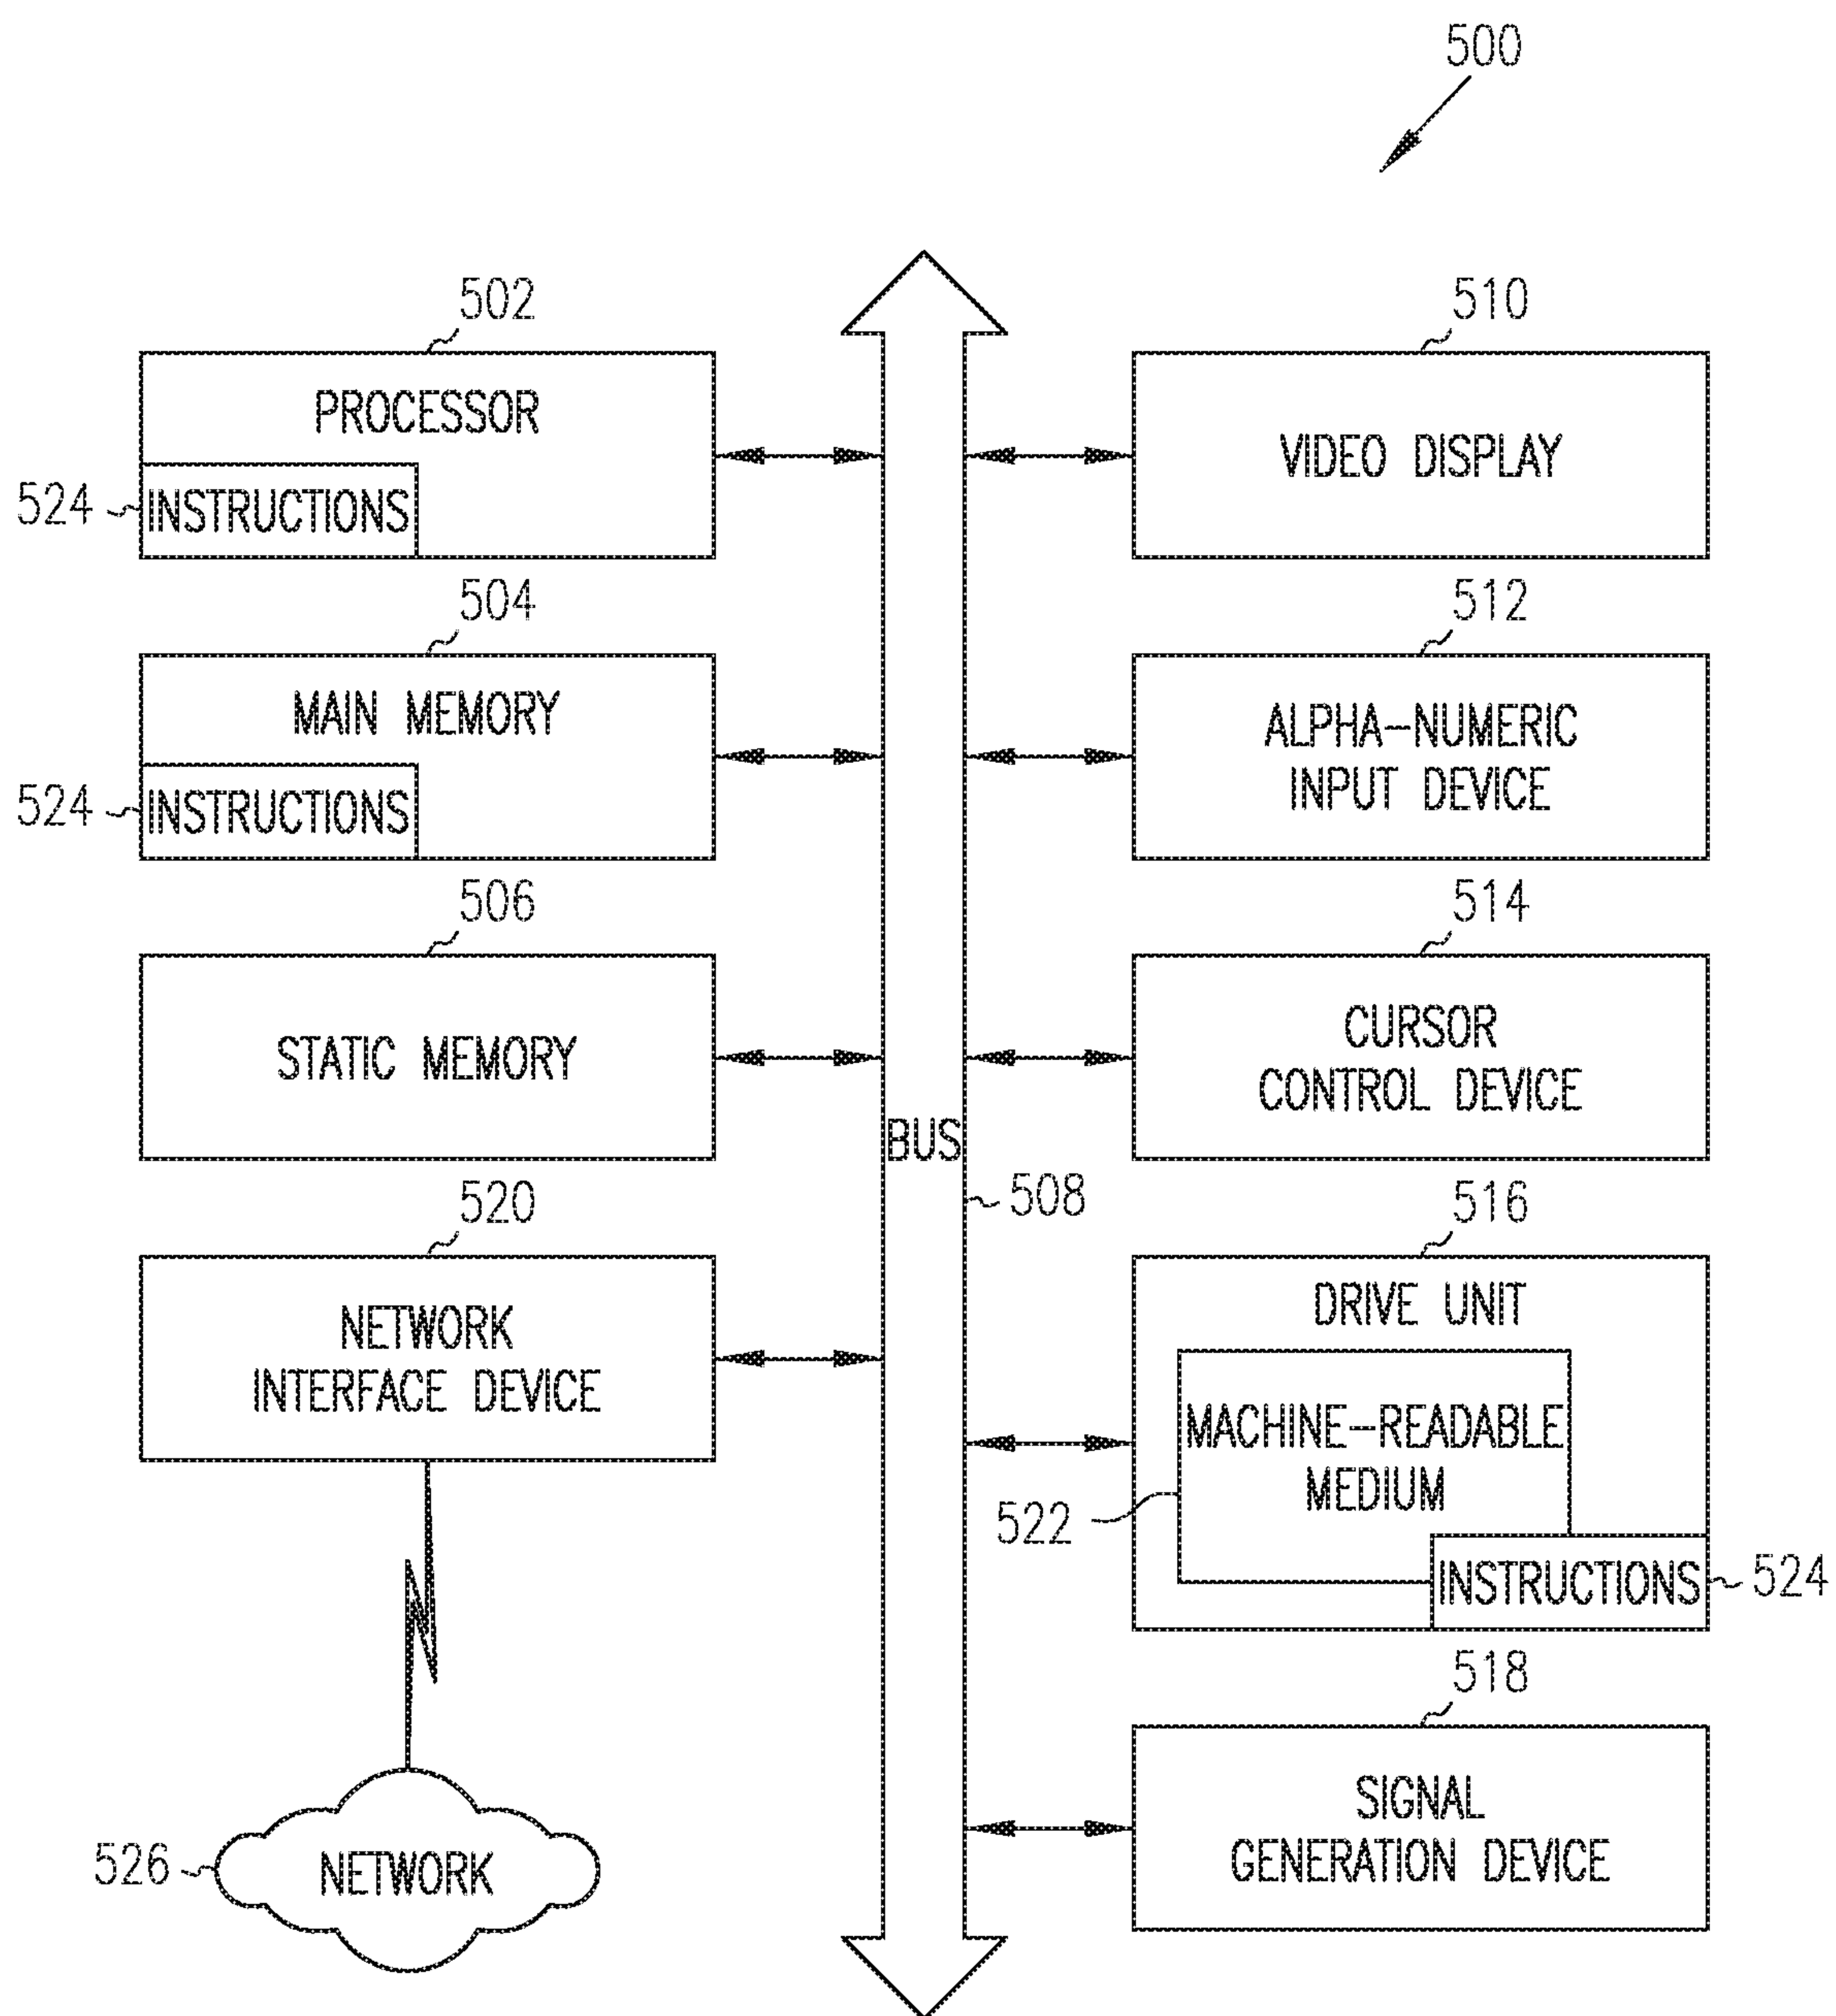 500
502
PROCESSOR
524
INSTRUCTIONS
504
MAIN MEMORY
524
INSTRUCTIONS
506
STATIC MEMORY
520
NETWORK
INTERFACE DEVICE
526
NETWORK
BUS
508
510
VIDEO DISPLAY
512
ALPHA-NUMERIC
INPUT DEVICE
514
CURSOR
CONTROL DEVICE
516
DRIVE UNIT
MACHINE-READABLE
MEDIUM
522
INSTRUCTIONS
524
518
SIGNAL
GENERATION DEVICE